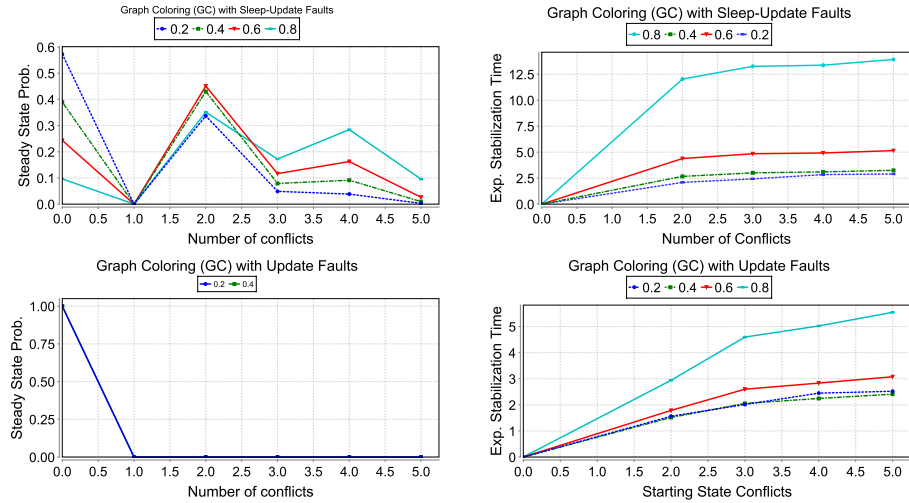 Graph Coloring (GC) with Sleep-Update Faults
0.2 0.4 0.6 0.8
Steady State Prob.
0.6
0.5
0.4
0.3
0.2
0.1
0.0
0.0 0.5 1.0 1.5 2.0 2.5 3.0 3.5 4.0 4.5 5.0
Number of conflicts
Graph Coloring (GC) with Sleep-Update Faults
0.8 0.4 0.6 0.2
Exp. Stabilization Time
12.5
10.0
7.5
5.0
2.5
0.0
0.0 0.5 1.0 1.5 2.0 2.5 3.0 3.5 4.0 4.5 5.0
Number of Conflicts
Graph Coloring (GC) with Update Faults
0.2 0.4
Steady State Prob.
1.00
0.75
0.50
0.25
0.00
0.0 0.5 1.0 1.5 2.0 2.5 3.0 3.5 4.0 4.5 5.0
Number of conflicts
Graph Coloring (GC) with Update Faults
0.2 0.4 0.6 0.8
Exp. Stabilization Time
5
4
3
2
1
0
0.0 0.5 1.0 1.5 2.0 2.5 3.0 3.5 4.0 4.5 5.0
Starting State Conflicts